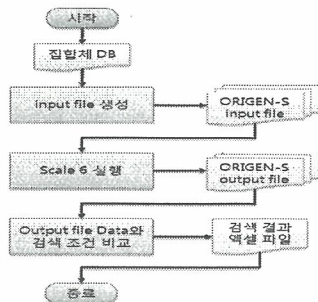 시작
집합체 DB
input file 생성
ORIGEN-S
input file
Scale 6 실행
ORIGEN-S
output file
Output file Data와
검색 조건 비교
검색 결과
엑셀 파일
종료